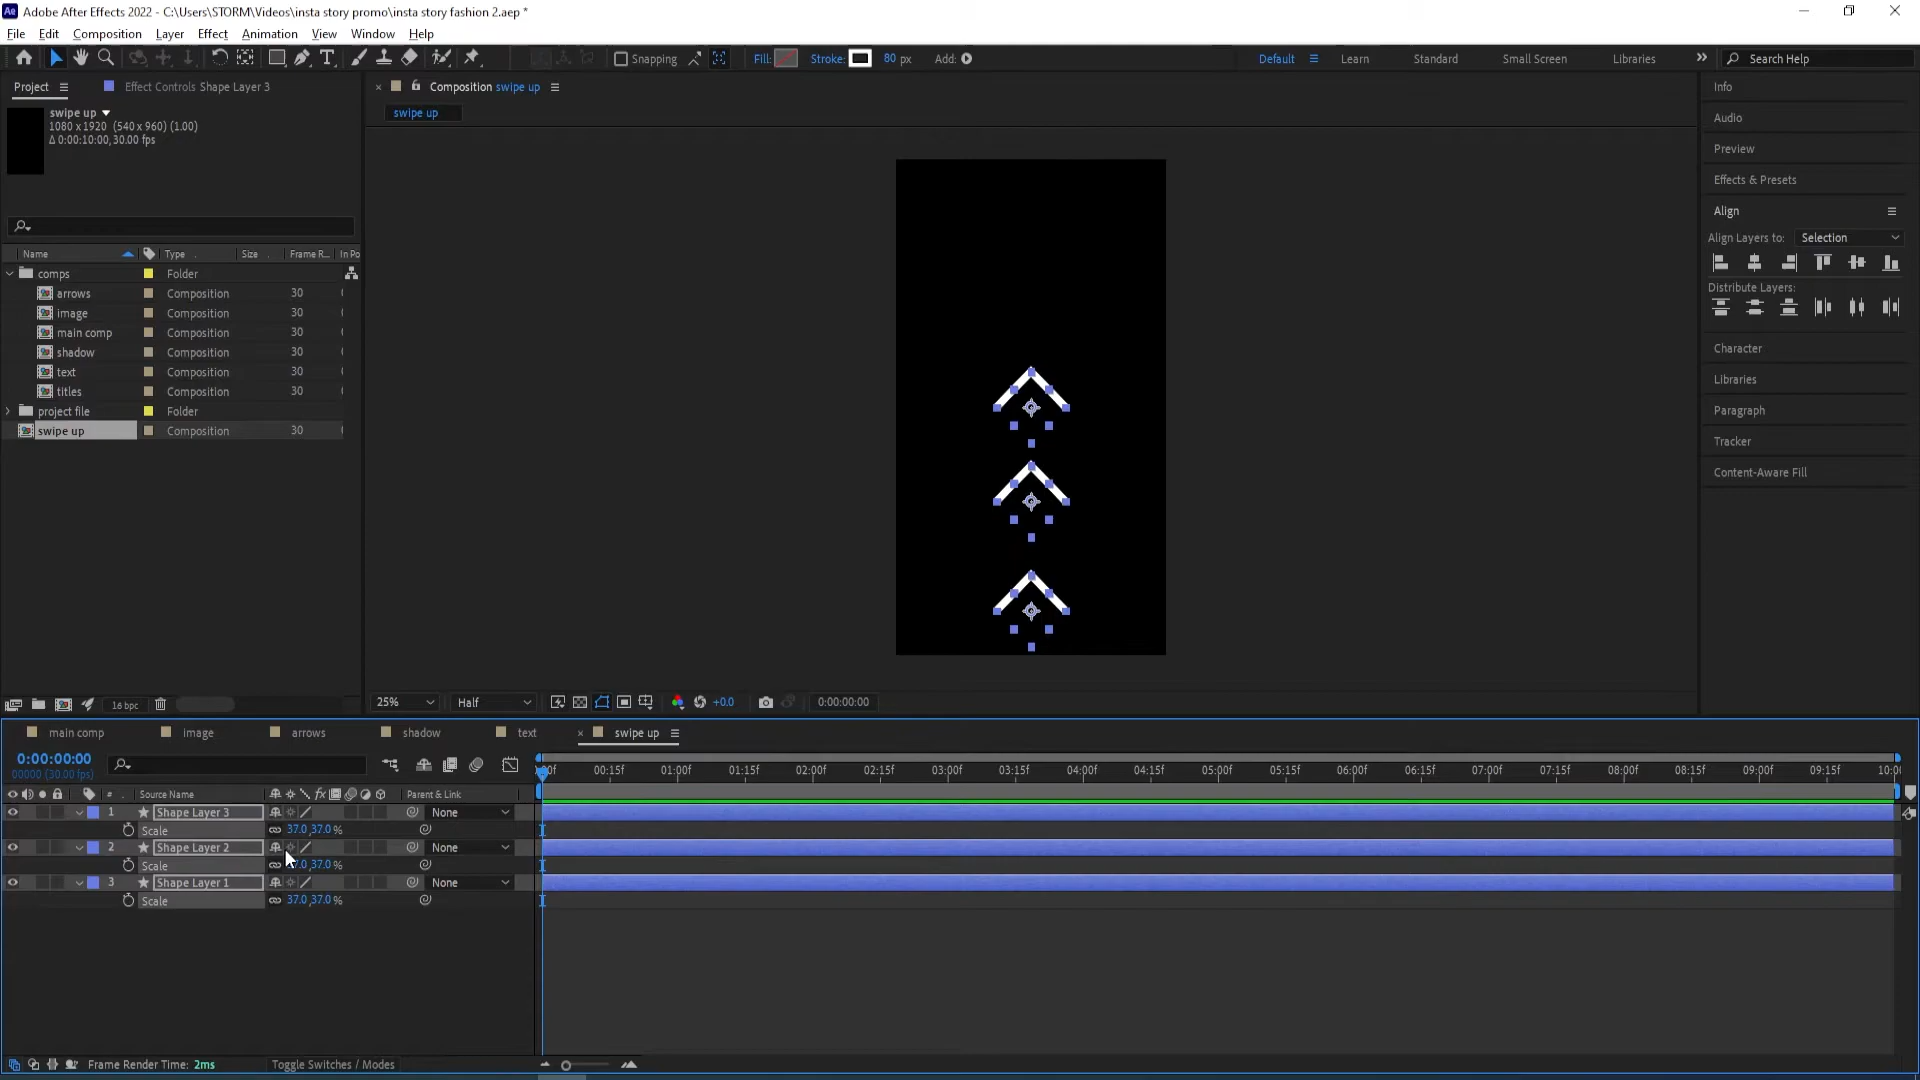 Adobe After Effects 2022 - C:\Users\STORM\Videos\insta story promo\insta story fashion 2.aep *
File Edit Composition Layer Effect Animation View Window Help
Snapping Fill: Stroke: 80 px Add: Default Learn Standard Small Screen Libraries Search Help
Project Effect Controls Shape Layer 3
Composition swipe up
swipe up
swipe up
1080 x 1920 (540 x 960) (1.00)
Δ 0:00:10:00, 30.00 fps
Name Type Size Frame R... In Po
comps Folder
arrows Composition 30
image Composition 30
main comp Composition 30
shadow Composition 30
text Composition 30
titles Composition 30
project file Folder
swipe up Composition 30
Info
Audio
Preview
Effects & Presets
Align
Align Layers to: Selection
Distribute Layers:
Character
Libraries
Paragraph
Tracker
Content-Aware Fill
16 bpc
25% Half +0.0 0:00:00:00
main comp image arrows shadow text swipe up
0:00:00:00
00000 (30.00 fps)
00:15f 01:00f 01:15f 02:00f 02:15f 03:00f 03:15f 04:00f 04:15f 05:00f 05:15f 06:00f 06:15f 07:00f 07:15f 08:00f 08:15f 09:00f 09:15f
# Source Name fx Parent & Link
1 Shape Layer 3 None
Scale 37.0,37.0 %
2 Shape Layer 2 None
Scale 37.0 %
3 Shape Layer 1 None
Scale 37.0,37.0 %
Frame Render Time: 2ms Toggle Switches / Modes